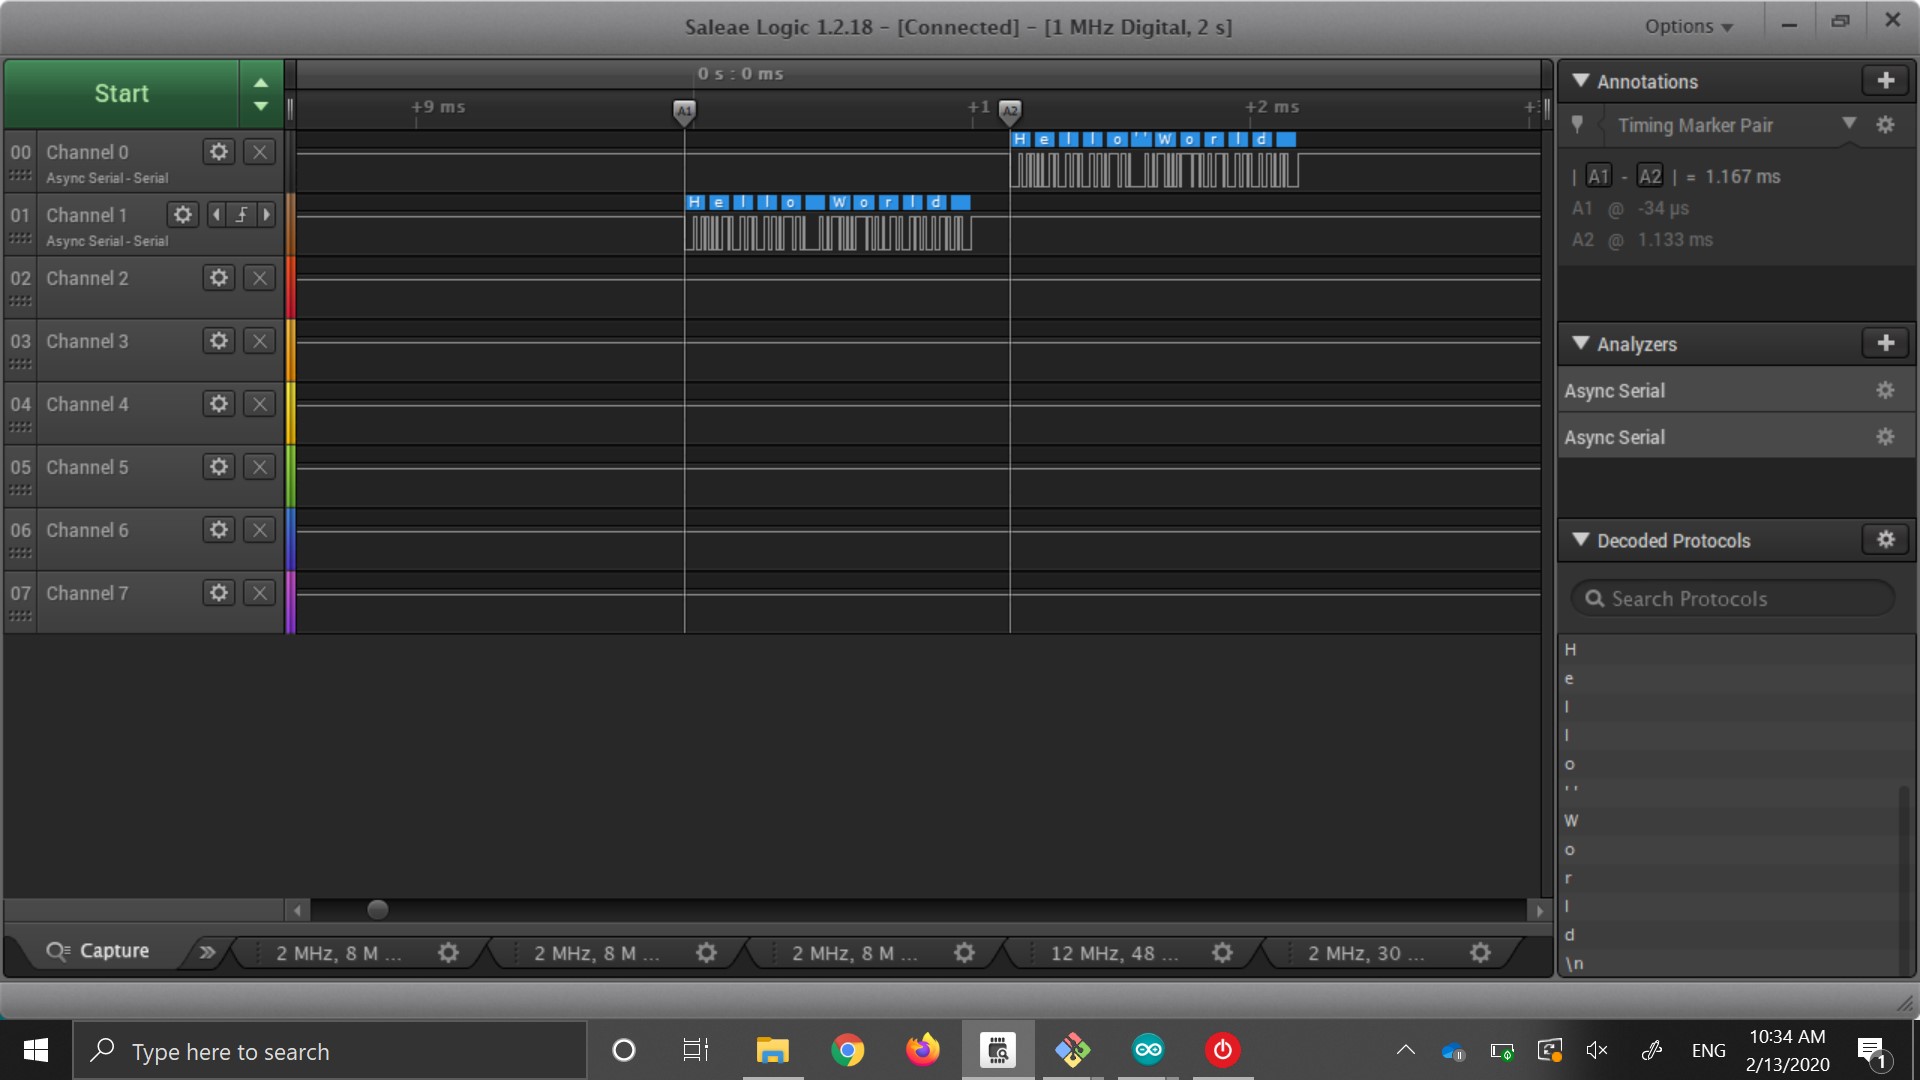 Saleae Logic 1.2.18 - [Connected] - [1 MHz Digital, 2 s]
Options
Start
0 s : 0 ms
+9 ms
A1
+1
A2
+2 ms
00 Channel 0
Async Serial - Serial
H e l l o ' ' W o r l d
01 Channel 1
Async Serial - Serial
H e l l o W o r l d
02 Channel 2
03 Channel 3
04 Channel 4
05 Channel 5
06 Channel 6
07 Channel 7
Annotations
Timing Marker Pair
| A1 - A2 | = 1.167 ms
A1 @ -34 µs
A2 @ 1.133 ms
Analyzers
Async Serial
Async Serial
Decoded Protocols
Search Protocols
H
e
l
l
o
' '
W
o
r
l
d
\n
Capture
2 MHz, 8 M ...
2 MHz, 8 M ...
2 MHz, 8 M ...
12 MHz, 48 ...
2 MHz, 30 ...
Type here to search
ENG
10:34 AM
2/13/2020
1